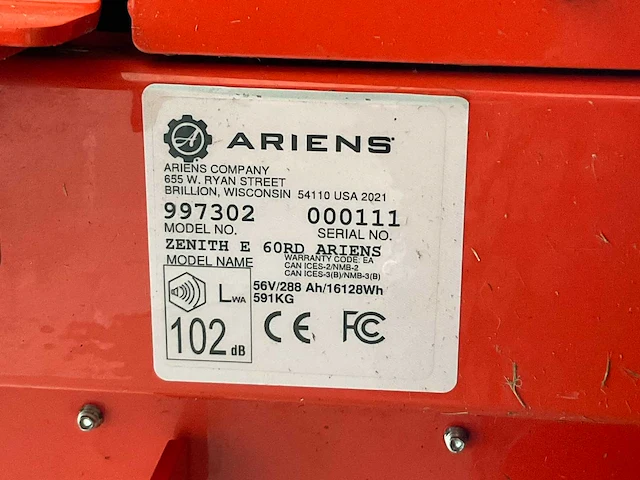 ARIENS
ARIENS COMPANY
655 W. RYAN STREET
BRILLION, WISCONSIN 54110 USA 2021
997302 000111
MODEL NO. SERIAL NO.
ZENITH E 60RD ARIENS
MODEL NAME
WARRANTY CODE: EA
CAN ICES-2/NMB-2
CAN ICES-3(B)/NMB-3(B)
56V/288 Ah/16128Wh
591KG
LWA
102 dB
CE FC